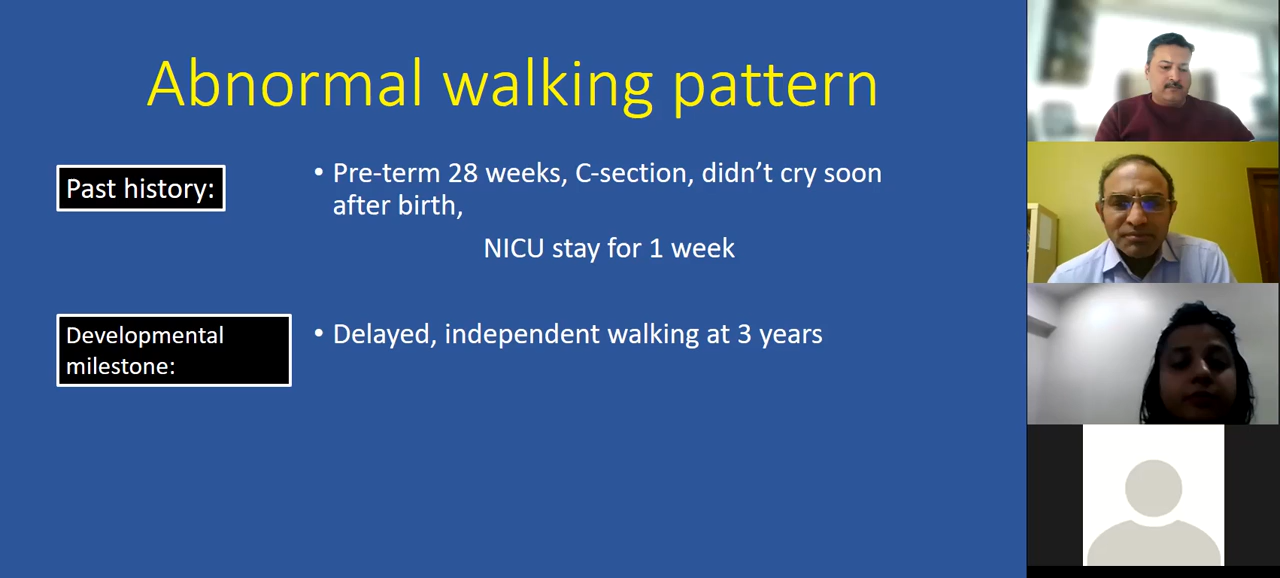 Abnormal walking pattern
Past history:
• Pre-term 28 weeks, C-section, didn’t cry soon
after birth,
NICU stay for 1 week
Developmental
milestone:
• Delayed, independent walking at 3 years